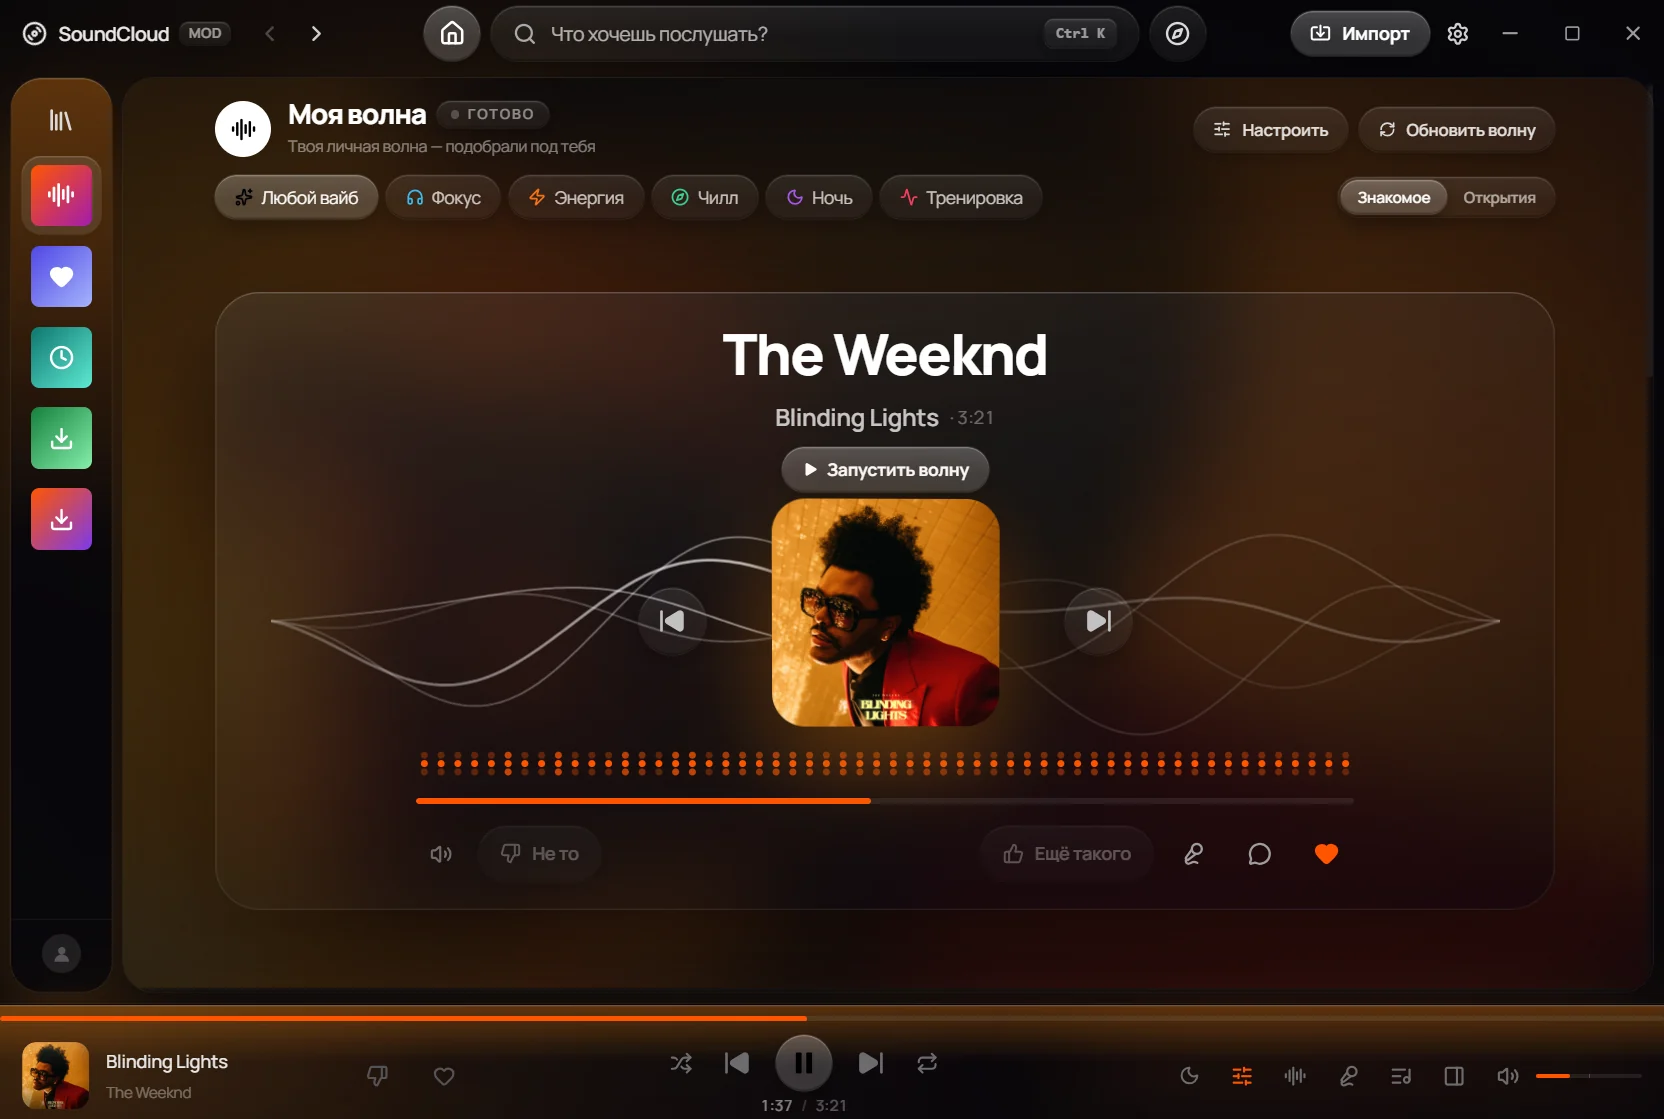 SoundCloud MOD
Что хочешь послушать?
Ctrl K
Импорт
Моя волна
ГОТОВО
Твоя личная волна — подобрали под тебя
Настроить
Обновить волну
Любой вайб
Фокус
Энергия
Чилл
Ночь
Тренировка
Знакомое
Открытия
The Weeknd
Blinding Lights · 3:21
Запустить волну
BLINDING
LIGHTS
Не то
Ещё такого
Blinding Lights
The Weeknd
1:37 / 3:21